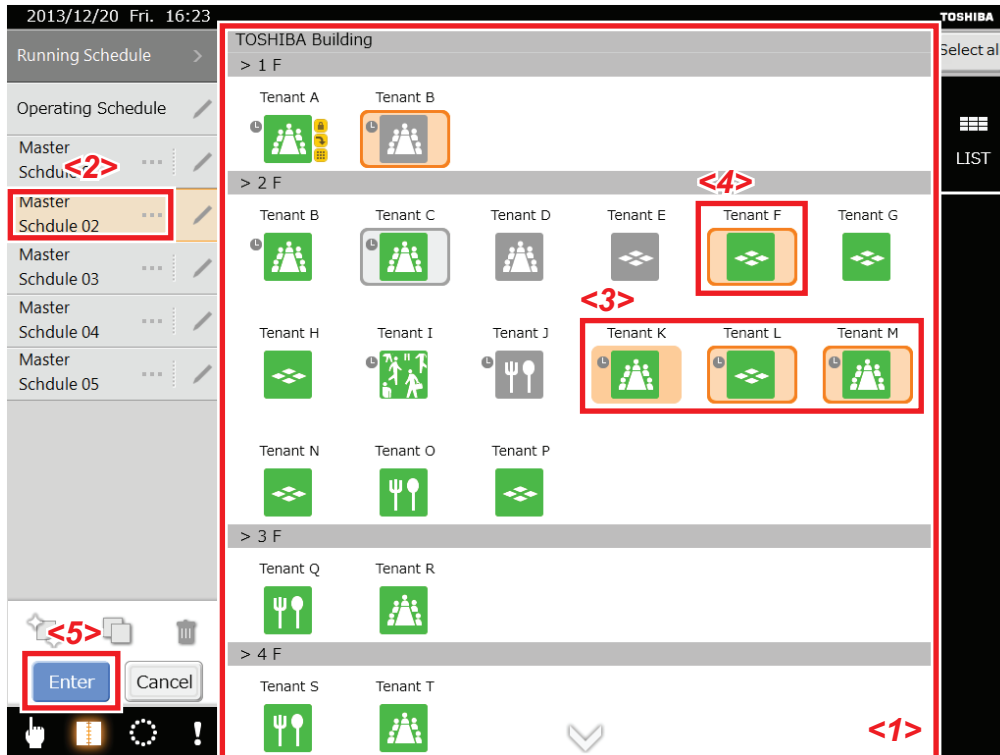 2013/12/20 Fri. 16:23
TOSHIBA
Running Schedule >
Select al
Operating Schedule
Master
Schdule
<2>
Master
Schdule 02
Master
Schdule 03
Master
Schdule 04
Master
Schdule 05
<5>
Enter Cancel
TOSHIBA Building
> 1 F
Tenant A Tenant B
> 2 F
<4>
Tenant B Tenant C Tenant D Tenant E Tenant F Tenant G
<3>
Tenant H Tenant I Tenant J Tenant K Tenant L Tenant M
Tenant N Tenant O Tenant P
> 3 F
Tenant Q Tenant R
> 4 F
Tenant S Tenant T
<1>
LIST